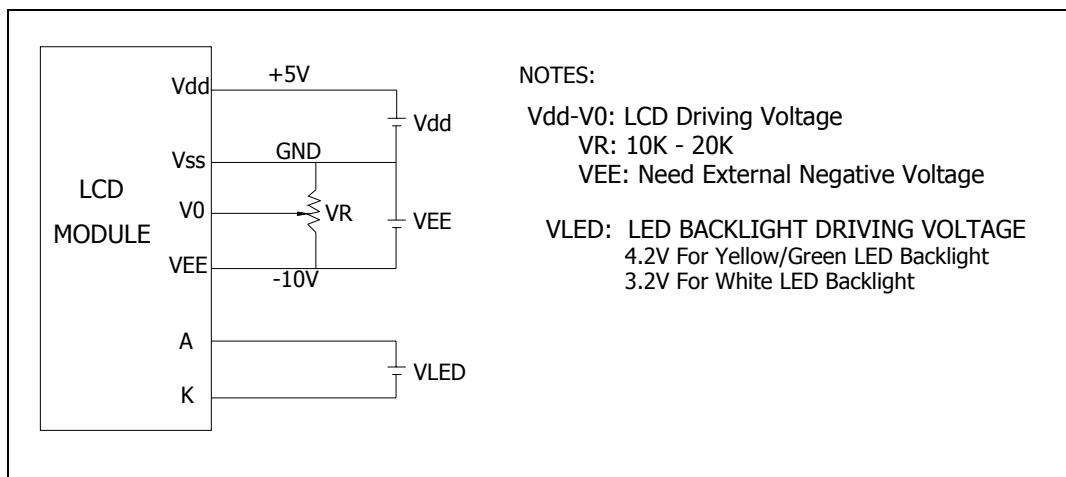 Vdd
+5V
Vdd
Vss
GND
LCD
MODULE
V0
VR
VEE
VEE
-10V
A
VLED
K
NOTES:
Vdd-V0: LCD Driving Voltage
VR: 10K - 20K
VEE: Need External Negative Voltage
VLED: LED BACKLIGHT DRIVING VOLTAGE
4.2V For Yellow/Green LED Backlight
3.2V For White LED Backlight